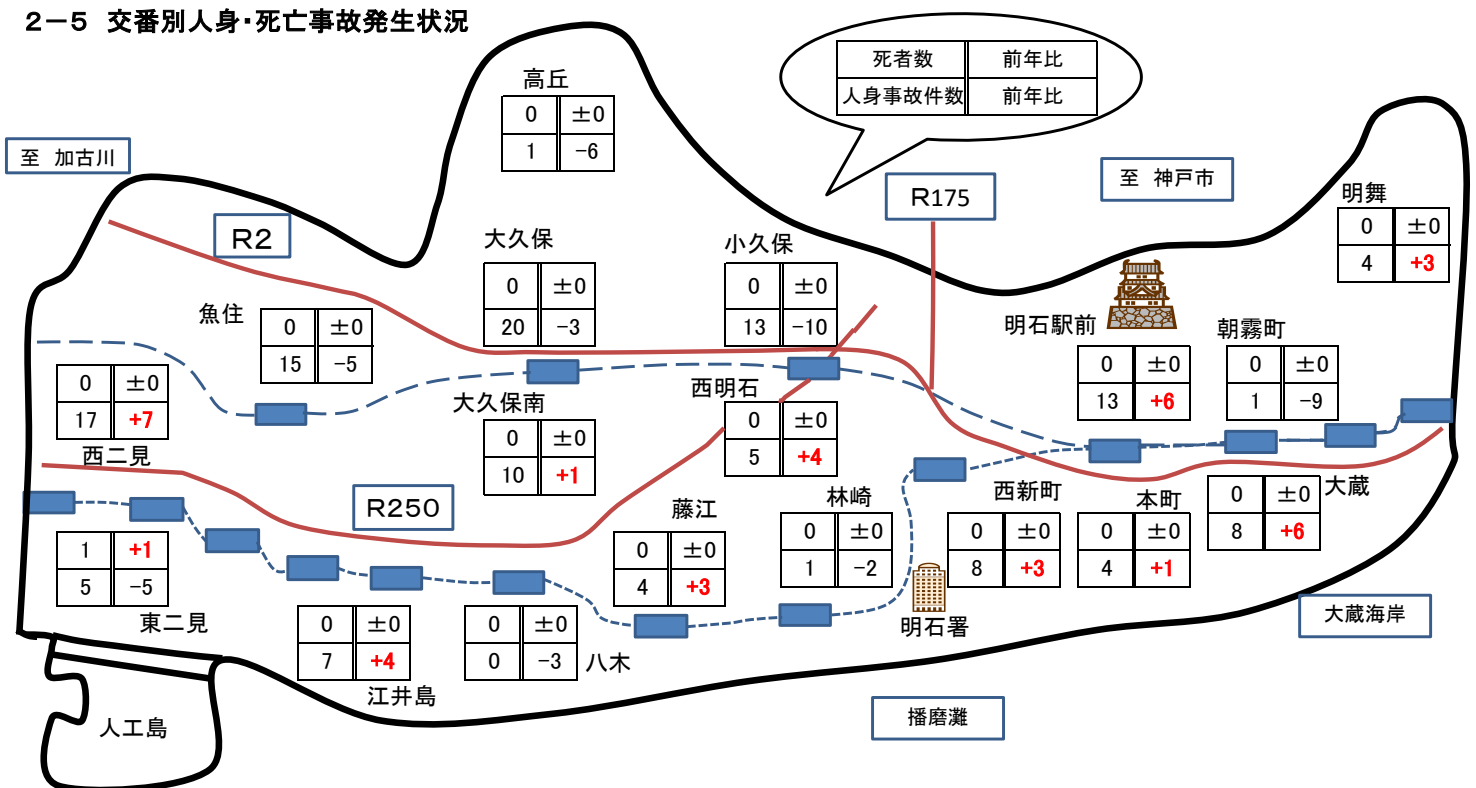 2−5 交番別人身・死亡事故発生状況
死者数 前年比
人身事故件数 前年比
高丘
0 ±0
1 −6
至 加古川
至 神戸市
R175
明舞
0 ±0
4 +3
R2
大久保
0 ±0
20 −3
小久保
0 ±0
13 −10
魚住
0 ±0
15 −5
明石駅前
0 ±0
13 +6
朝霧町
0 ±0
1 −9
0 ±0
17 +7
西二見
大久保南
0 ±0
10 +1
西明石
0 ±0
5 +4
R250
藤江
0 ±0
4 +3
林崎
0 ±0
1 −2
西新町
0 ±0
8 +3
本町
0 ±0
4 +1
大蔵
0 ±0
8 +6
1 +1
5 −5
東二見
0 ±0
7 +4
江井島
0 ±0
0 −3
八木
明石署
大蔵海岸
播磨灘
人工島